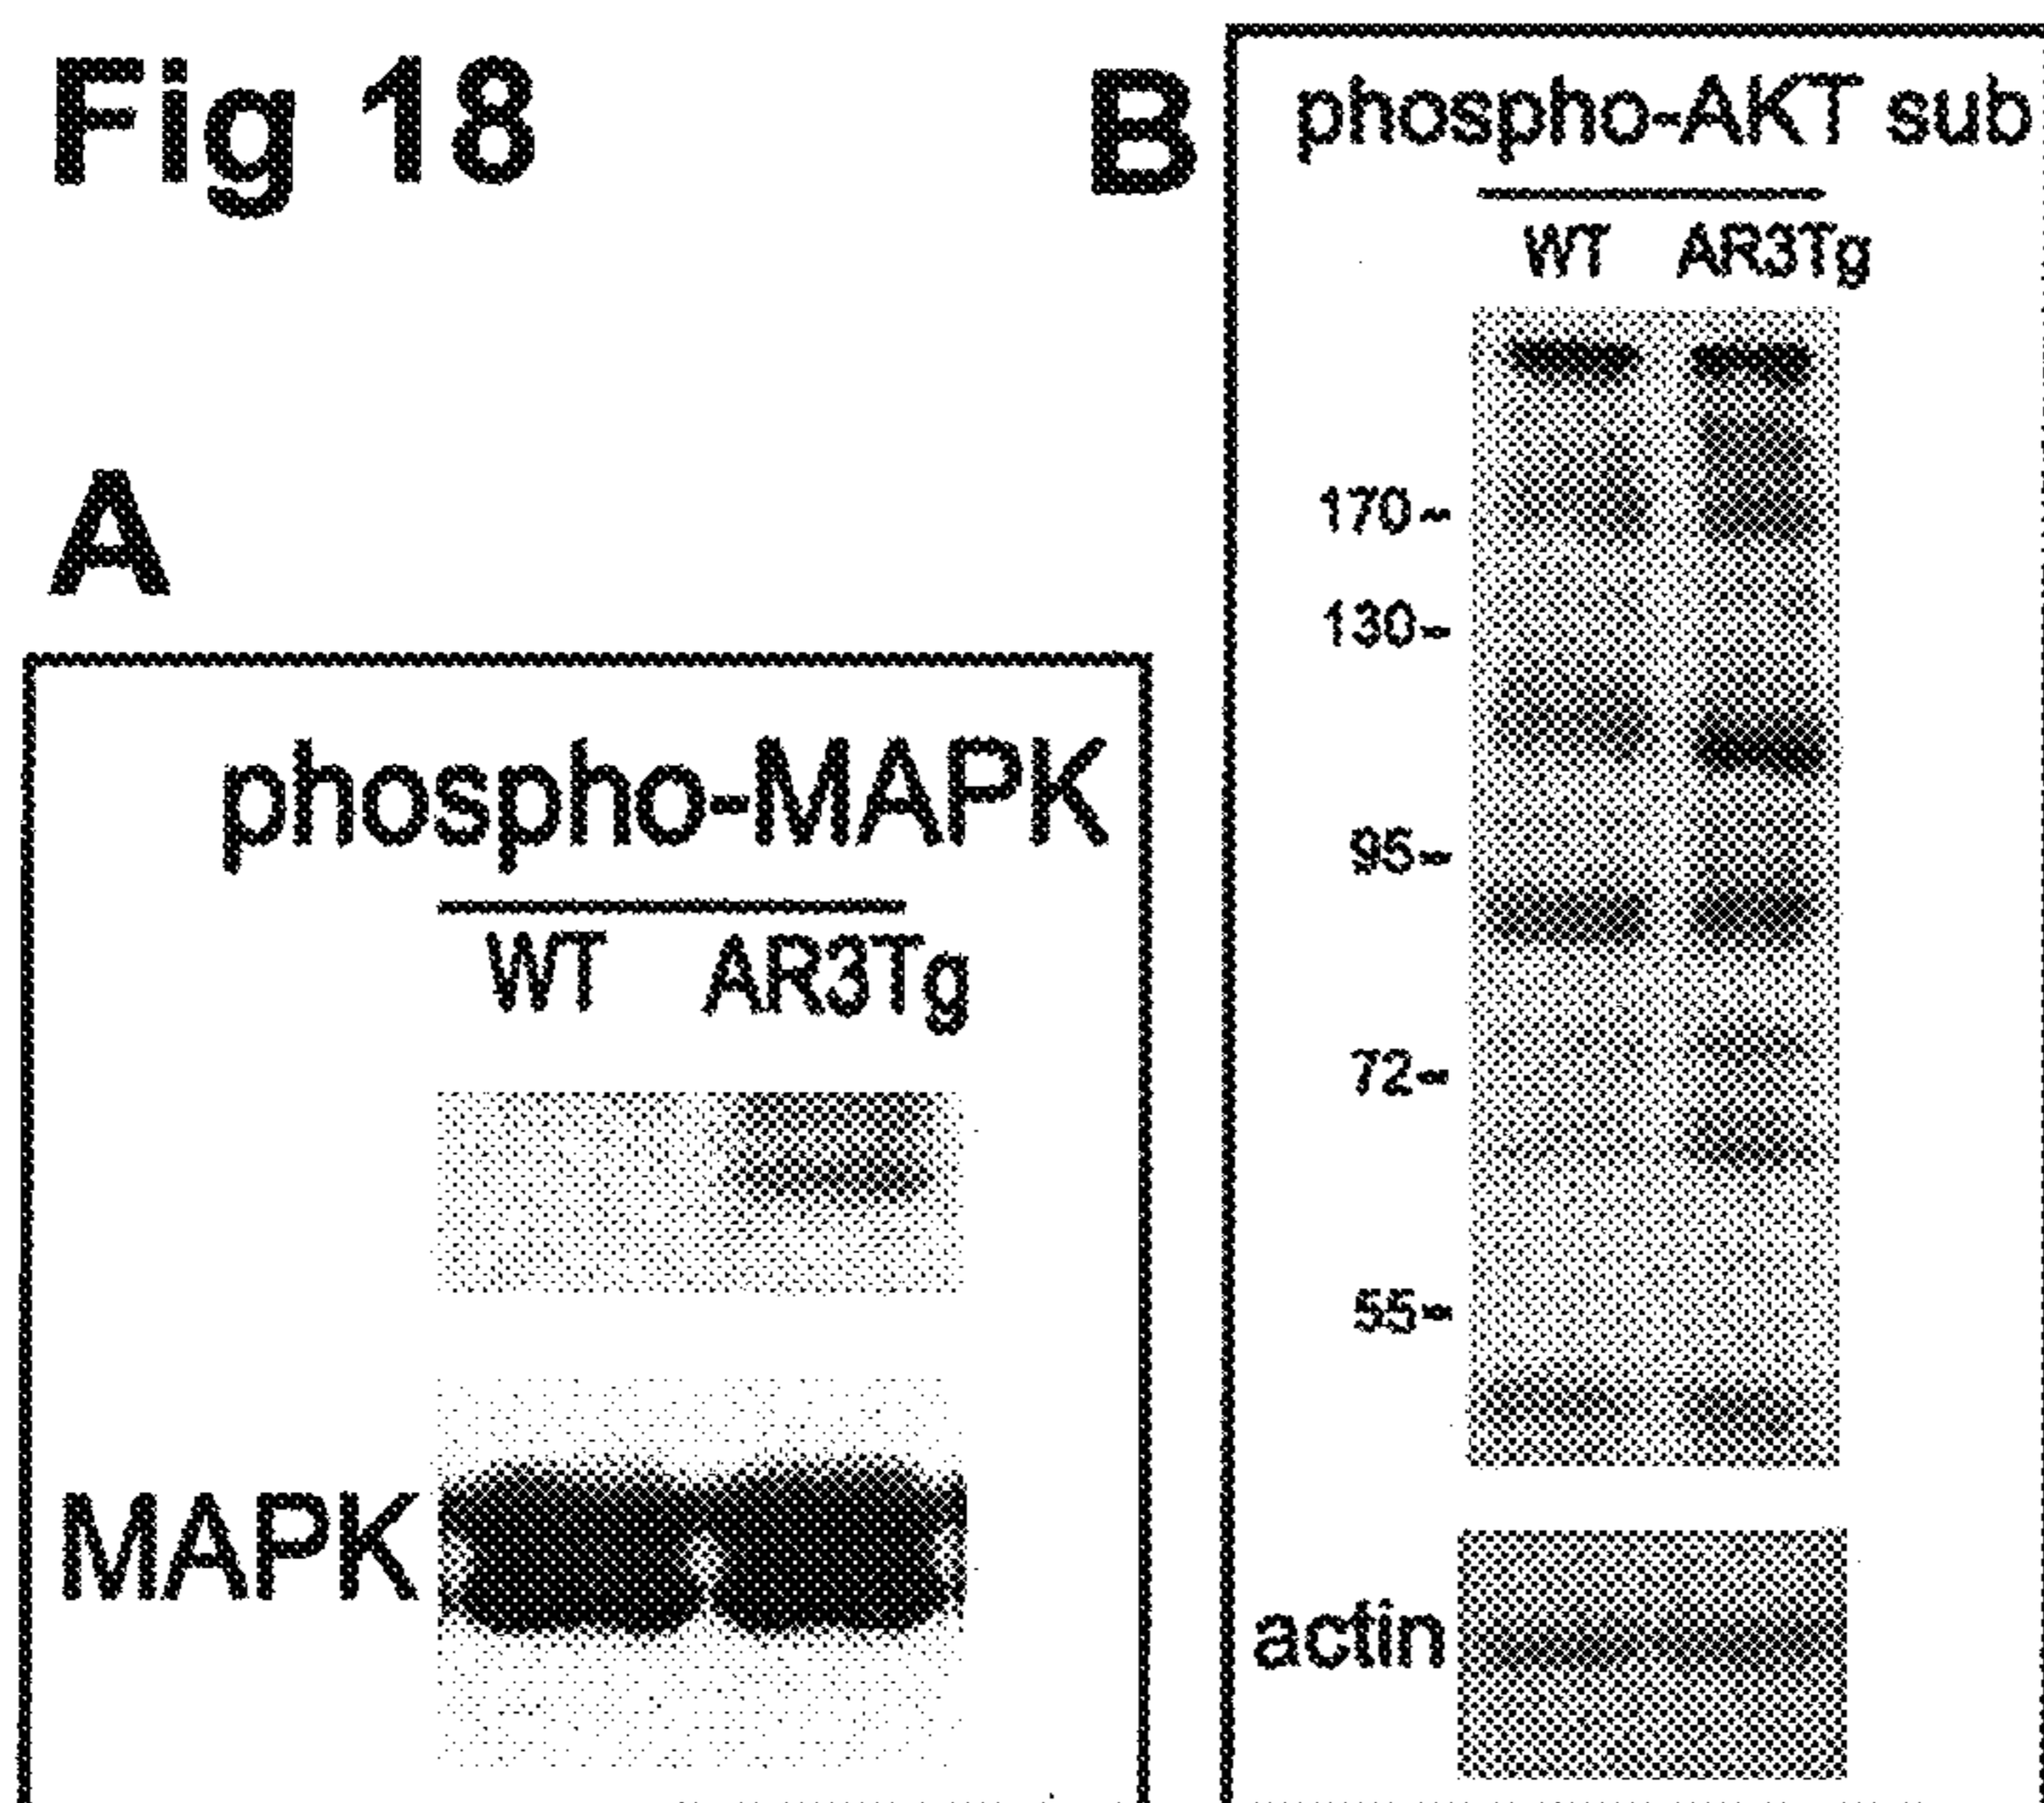 Fig 18
A
phospho-MAPK
WT AR3Tg
MAPK
B
phospho-AKT sub
WT AR3Tg
170-
130-
95-
72-
55-
actin